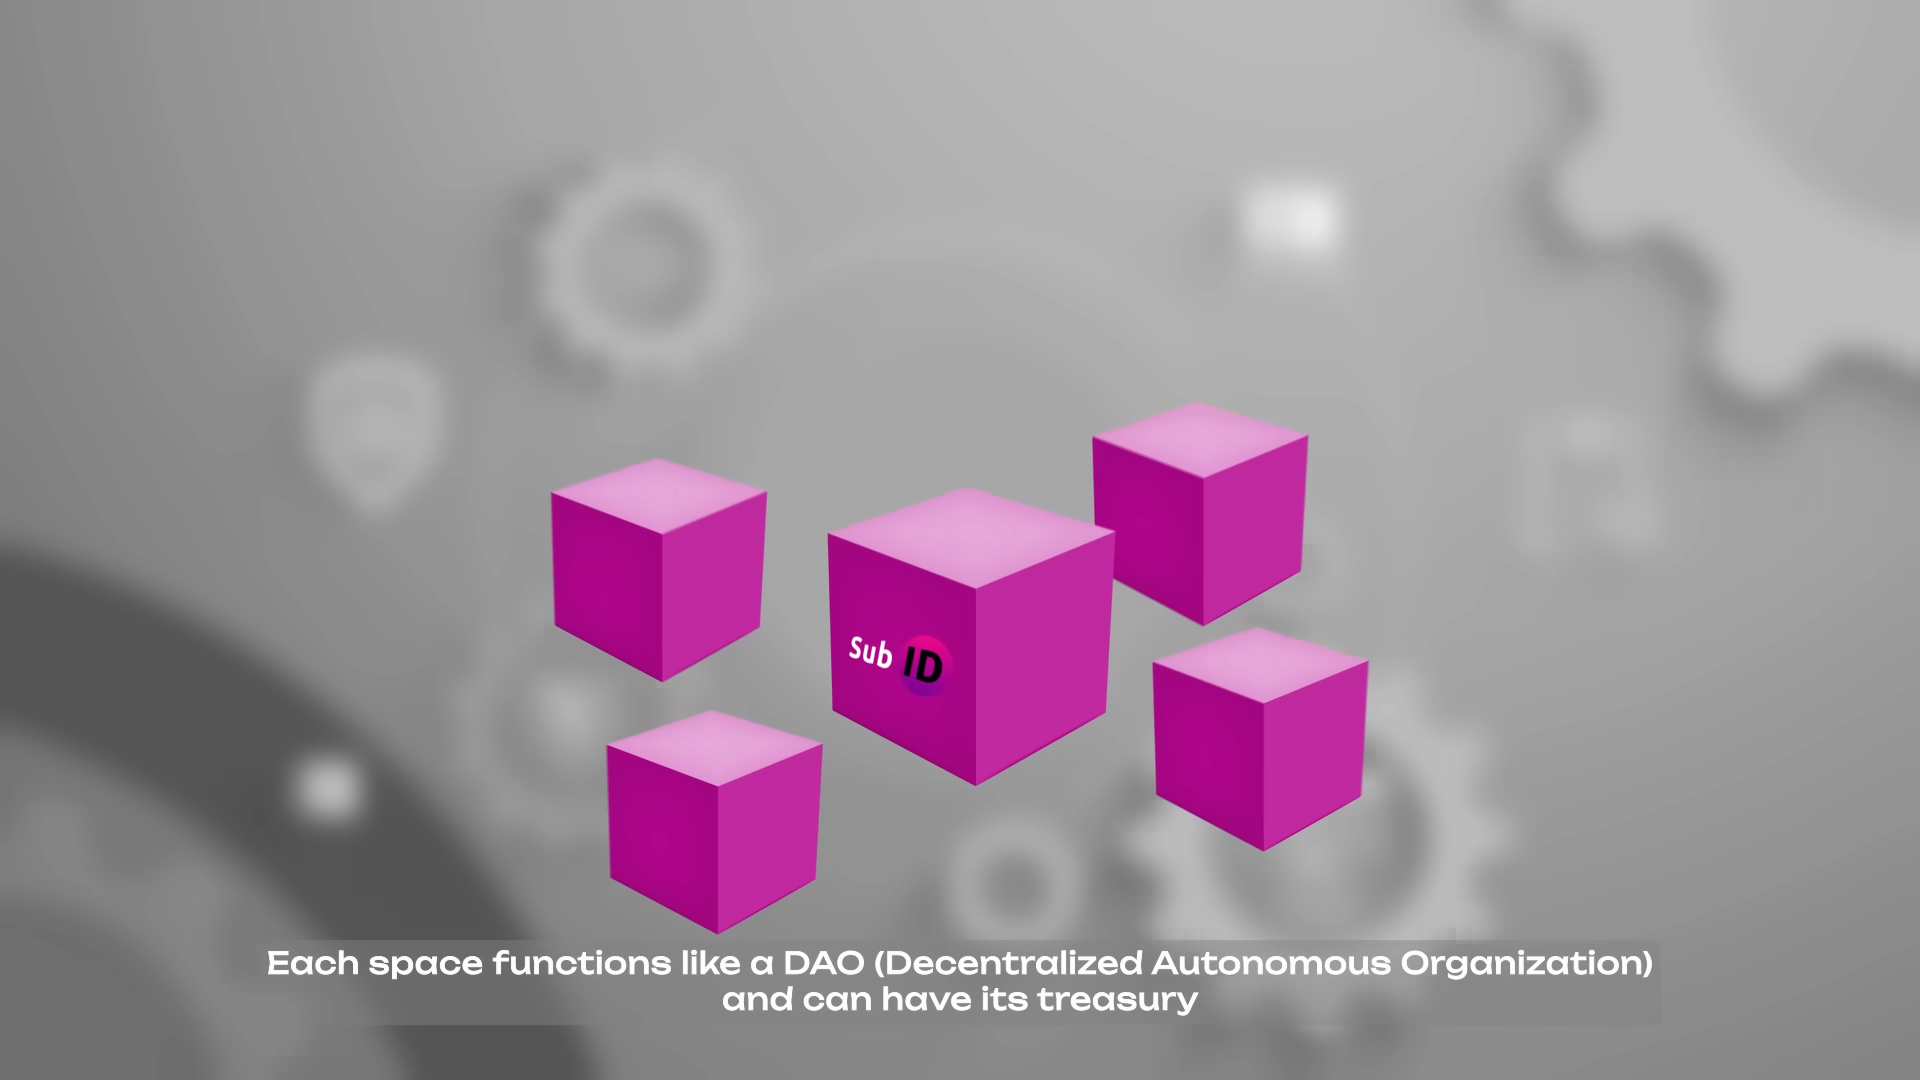 Sub ID
Each space functions like a DAO (Decentralized Autonomous Organization)
and can have its treasury